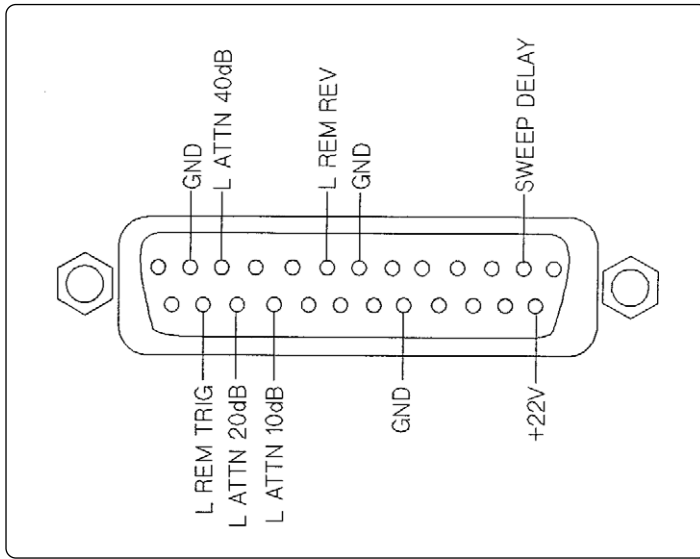 GND
L ATTN 40dB
L REM REV
GND
SWEEP DELAY
L REM TRIG
L ATTN 20dB
L ATTN 10dB
GND
+22V